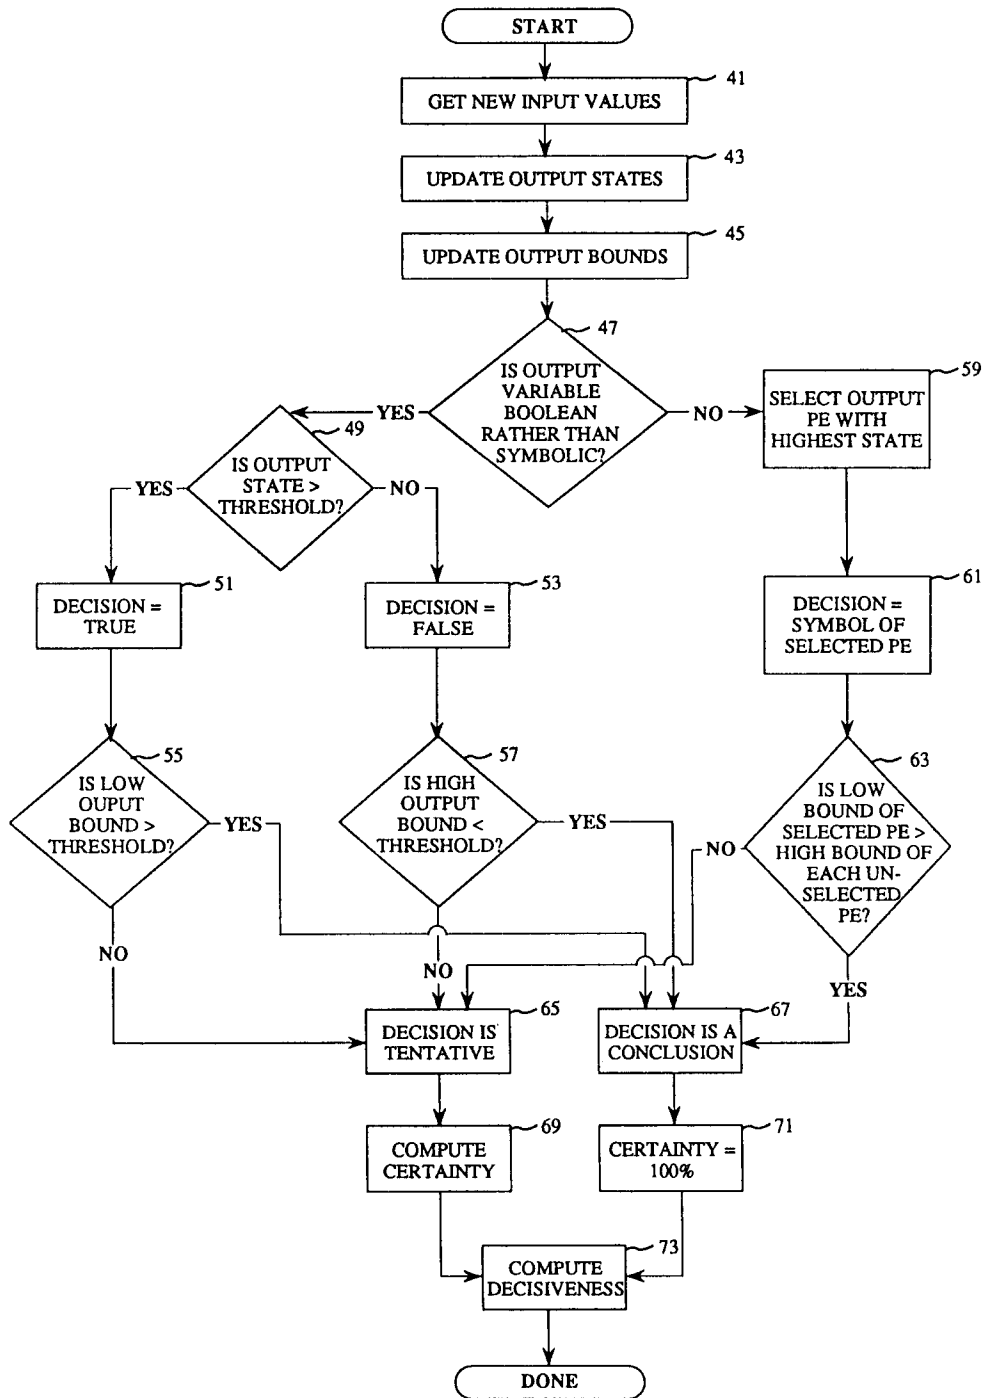 START
41
GET NEW INPUT VALUES
43
UPDATE OUTPUT STATES
45
UPDATE OUTPUT BOUNDS
47
IS OUTPUT
VARIABLE
BOOLEAN
RATHER THAN
SYMBOLIC?
YES
NO
59
SELECT OUTPUT
PE WITH
HIGHEST STATE
49
IS OUTPUT
STATE >
THRESHOLD?
YES
NO
51
DECISION =
TRUE
53
DECISION =
FALSE
61
DECISION =
SYMBOL OF
SELECTED PE
55
IS LOW
OUPUT
BOUND >
THRESHOLD?
YES
NO
57
IS HIGH
OUTPUT
BOUND <
THRESHOLD?
YES
NO
63
IS LOW
BOUND OF
SELECTED PE >
HIGH BOUND OF
EACH UN-
SELECTED
PE?
NO
YES
65
DECISION IS
TENTATIVE
67
DECISION IS A
CONCLUSION
69
COMPUTE
CERTAINTY
71
CERTAINTY =
100%
73
COMPUTE
DECISIVENESS
DONE